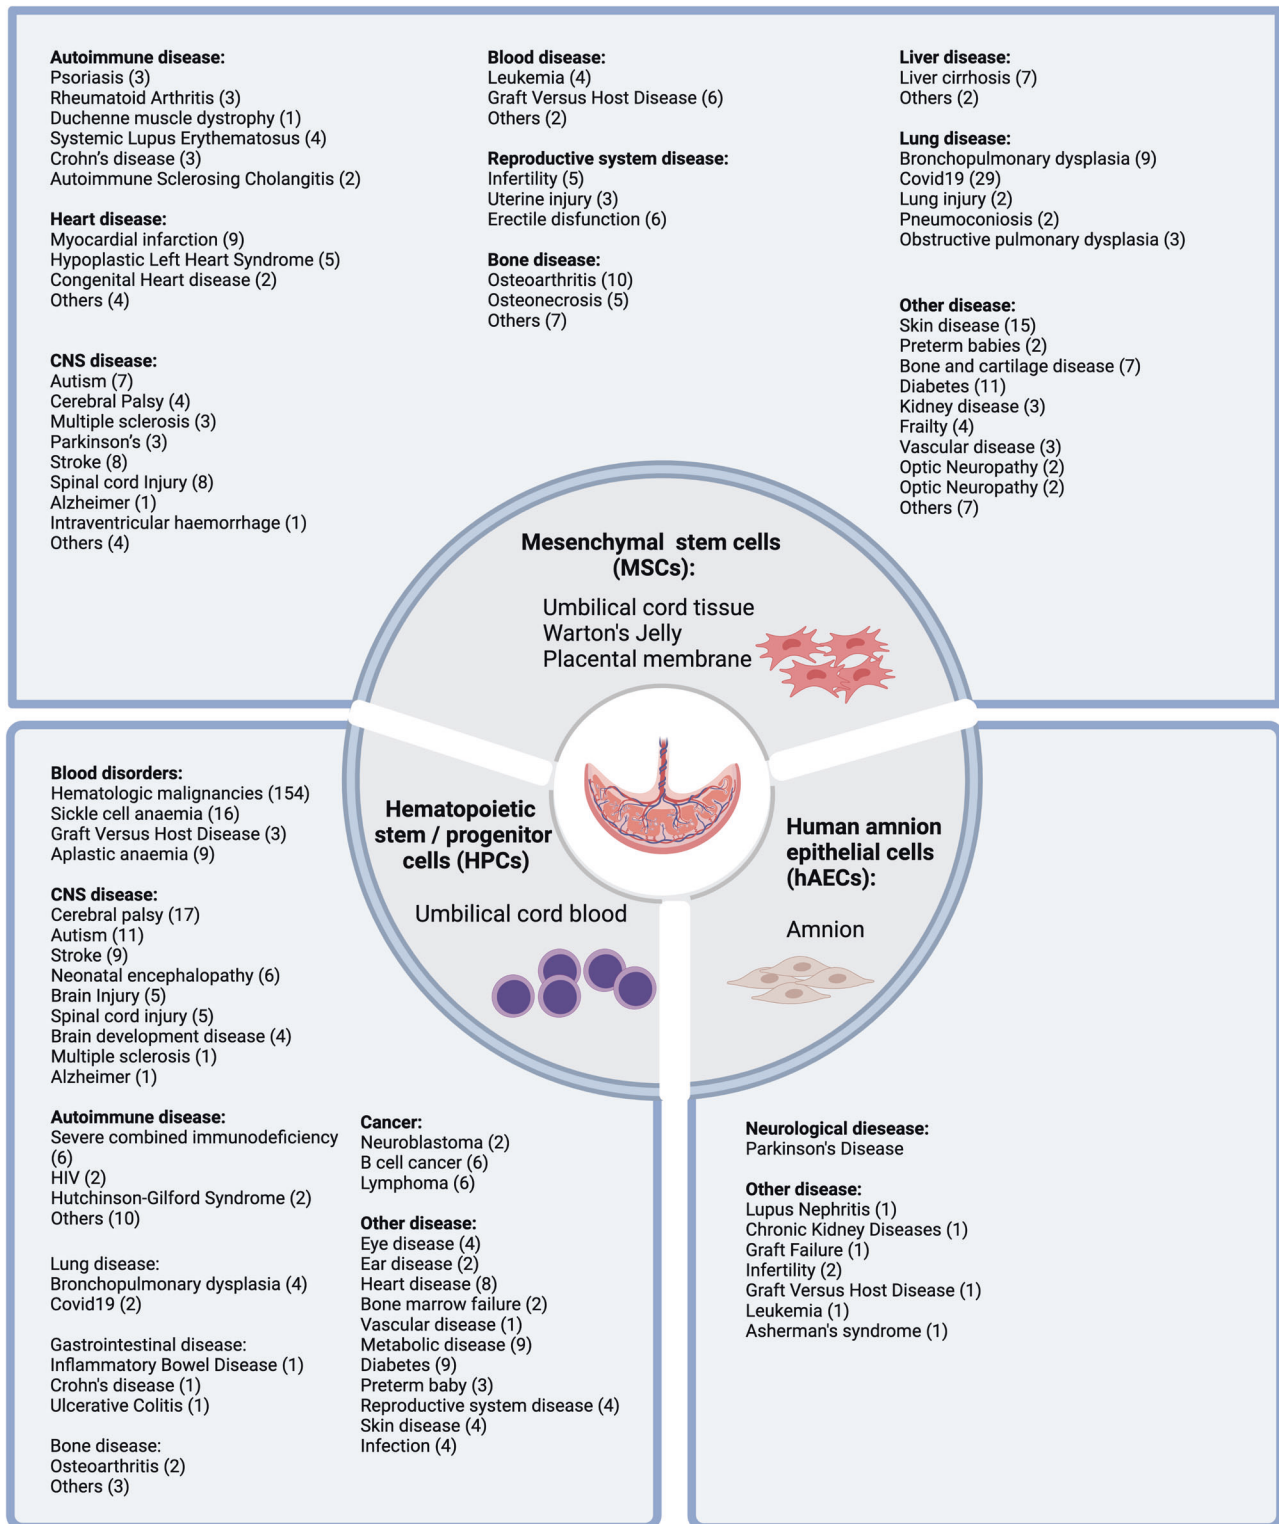 Autoimmune disease:
Psoriasis (3)
Rheumatoid Arthritis (3)
Duchenne muscle dystrophy (1)
Systemic Lupus Erythematosus (4)
Crohn’s disease (3)
Autoimmune Sclerosing Cholangitis (2)
Heart disease:
Myocardial infarction (9)
Hypoplastic Left Heart Syndrome (5)
Congenital Heart disease (2)
Others (4)
CNS disease:
Autism (7)
Cerebral Palsy (4)
Multiple sclerosis (3)
Parkinson’s (3)
Stroke (8)
Spinal cord Injury (8)
Alzheimer (1)
Intraventricular haemorrhage (1)
Others (4)
Blood disease:
Leukemia (4)
Graft Versus Host Disease (6)
Others (2)
Reproductive system disease:
Infertility (5)
Uterine injury (3)
Erectile disfunction (6)
Bone disease:
Osteoarthritis (10)
Osteonecrosis (5)
Others (7)
Liver disease:
Liver cirrhosis (7)
Others (2)
Lung disease:
Bronchopulmonary dysplasia (9)
Covid19 (29)
Lung injury (2)
Pneumoconiosis (2)
Obstructive pulmonary dysplasia (3)
Other disease:
Skin disease (15)
Preterm babies (2)
Bone and cartilage disease (7)
Diabetes (11)
Kidney disease (3)
Frailty (4)
Vascular disease (3)
Optic Neuropathy (2)
Optic Neuropathy (2)
Others (7)
Mesenchymal stem cells
(MSCs):
Umbilical cord tissue
Warton's Jelly
Placental membrane
Hematopoietic
stem / progenitor
cells (HPCs)
Umbilical cord blood
Human amnion
epithelial cells
(hAECs):
Amnion
Blood disorders:
Hematologic malignancies (154)
Sickle cell anaemia (16)
Graft Versus Host Disease (3)
Aplastic anaemia (9)
CNS disease:
Cerebral palsy (17)
Autism (11)
Stroke (9)
Neonatal encephalopathy (6)
Brain Injury (5)
Spinal cord injury (5)
Brain development disease (4)
Multiple sclerosis (1)
Alzheimer (1)
Autoimmune disease:
Severe combined immunodeficiency
(6)
HIV (2)
Hutchinson-Gilford Syndrome (2)
Others (10)
Lung disease:
Bronchopulmonary dysplasia (4)
Covid19 (2)
Gastrointestinal disease:
Inflammatory Bowel Disease (1)
Crohn's disease (1)
Ulcerative Colitis (1)
Bone disease:
Osteoarthritis (2)
Others (3)
Cancer:
Neuroblastoma (2)
B cell cancer (6)
Lymphoma (6)
Other disease:
Eye disease (4)
Ear disease (2)
Heart disease (8)
Bone marrow failure (2)
Vascular disease (1)
Metabolic disease (9)
Diabetes (9)
Preterm baby (3)
Reproductive system disease (4)
Skin disease (4)
Infection (4)
Neurological diesease:
Parkinson's Disease
Other disease:
Lupus Nephritis (1)
Chronic Kidney Diseases (1)
Graft Failure (1)
Infertility (2)
Graft Versus Host Disease (1)
Leukemia (1)
Asherman's syndrome (1)